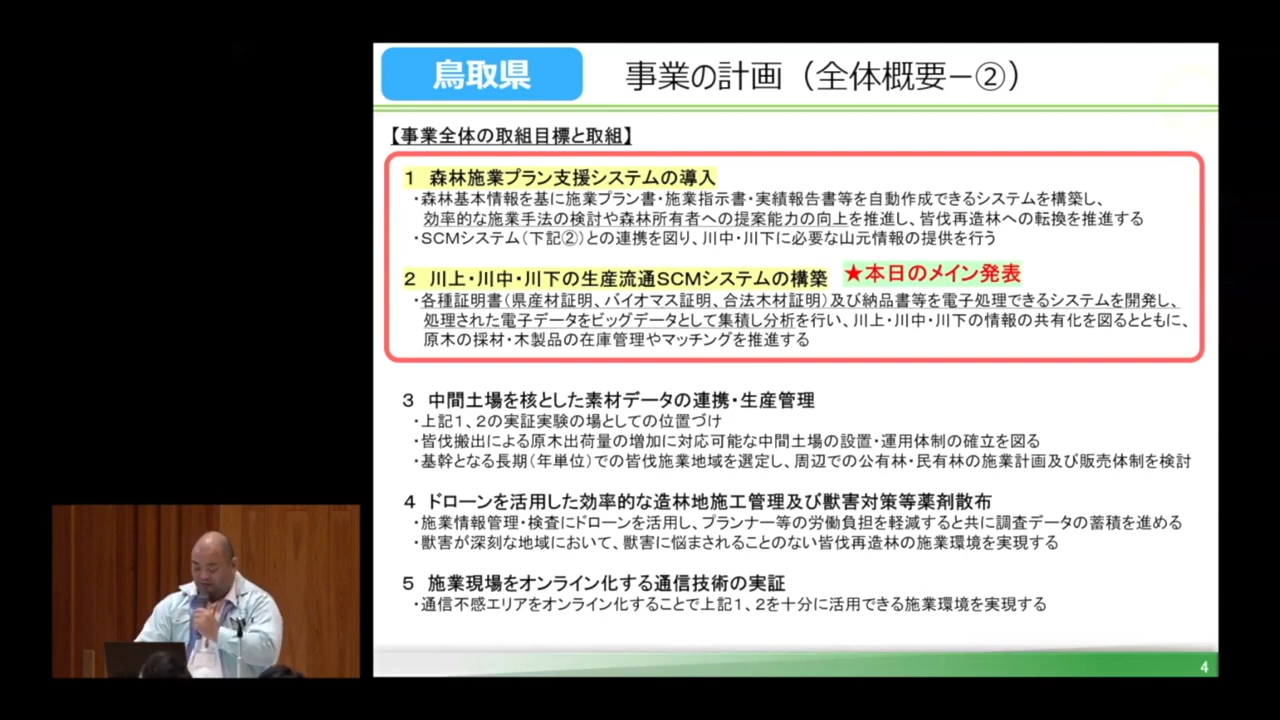 鳥取県
事業の計画（全体概要－②）
【事業全体の取組目標と取組】
１　森林施業プラン支援システムの導入
・森林基本情報を基に施業プラン書・施業指示書・実績報告書等を自動作成できるシステムを構築し、
効率的な施業手法の検討や森林所有者への提案能力の向上を推進し、皆伐再造林への転換を推進する
・SCMシステム（下記②）との連携を図り、川中・川下に必要な山元情報の提供を行う
２　川上・川中・川下の生産流通SCMシステムの構築　★本日のメイン発表
・各種証明書（県産材証明、バイオマス証明、合法木材証明）及び納品書等を電子処理できるシステムを開発し、
処理された電子データをビッグデータとして集積し分析を行い、川上・川中・川下の情報の共有化を図るとともに、
原木の採材・木製品の在庫管理やマッチングを推進する
３　中間土場を核とした素材データの連携・生産管理
・上記１、２の実証実験の場としての位置づけ
・皆伐搬出による原木出荷量の増加に対応可能な中間土場の設置・運用体制の確立を図る
・基幹となる長期（年単位）での皆伐施業地域を選定し、周辺での公有林・民有林の施業計画及び販売体制を検討
４　ドローンを活用した効率的な造林地施工管理及び獣害対策等薬剤散布
・施業情報管理・検査にドローンを活用し、プランナー等の労働負担を軽減すると共に調査データの蓄積を進める
・獣害が深刻な地域において、獣害に悩まされることのない皆伐再造林の施業環境を実現する
５　施業現場をオンライン化する通信技術の実証
・通信不感エリアをオンライン化することで上記１、２を十分に活用できる施業環境を実現する
4